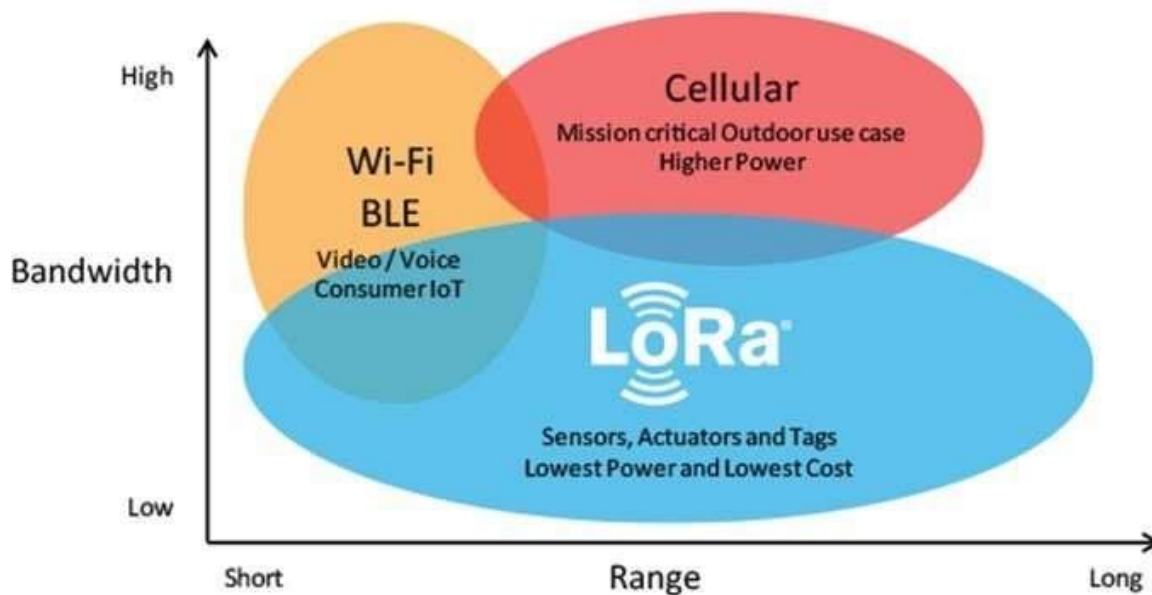 High
Cellular
Mission critical Outdoor use case
Higher Power
Wi-Fi
BLE
Video / Voice
Consumer IoT
Bandwidth
LoRa®
Sensors, Actuators and Tags
Lowest Power and Lowest Cost
Low
Short
Range
Long